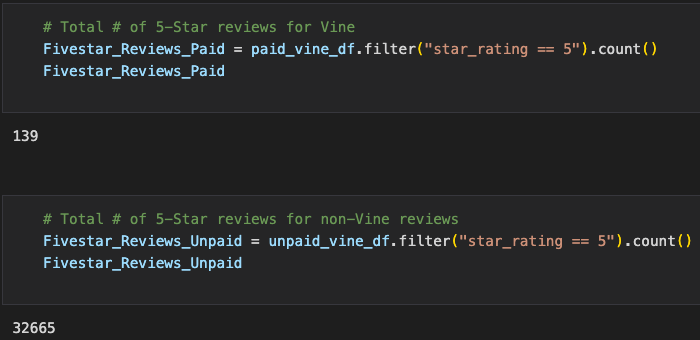 # Total # of 5-Star reviews for Vine
Fivestar_Reviews_Paid = paid_vine_df.filter("star_rating == 5").count()
Fivestar_Reviews_Paid
139
# Total # of 5-Star reviews for non-Vine reviews
Fivestar_Reviews_Unpaid = unpaid_vine_df.filter("star_rating == 5").count()
Fivestar_Reviews_Unpaid
32665